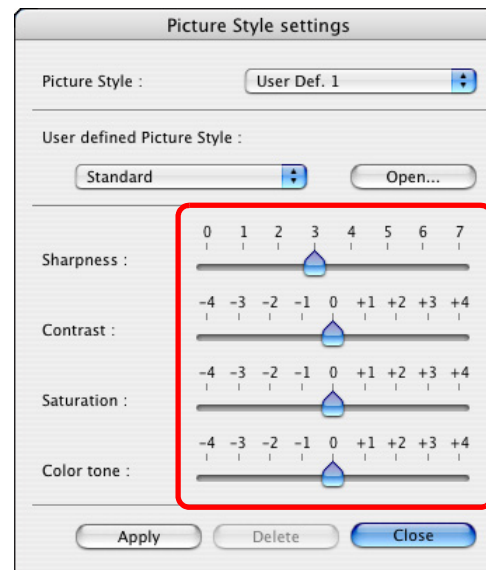 Picture Style settings
Picture Style : User Def. 1
User defined Picture Style :
Standard Open...
0 1 2 3 4 5 6 7
Sharpness :
-4 -3 -2 -1 0 +1 +2 +3 +4
Contrast :
-4 -3 -2 -1 0 +1 +2 +3 +4
Saturation :
-4 -3 -2 -1 0 +1 +2 +3 +4
Color tone :
Apply Delete Close